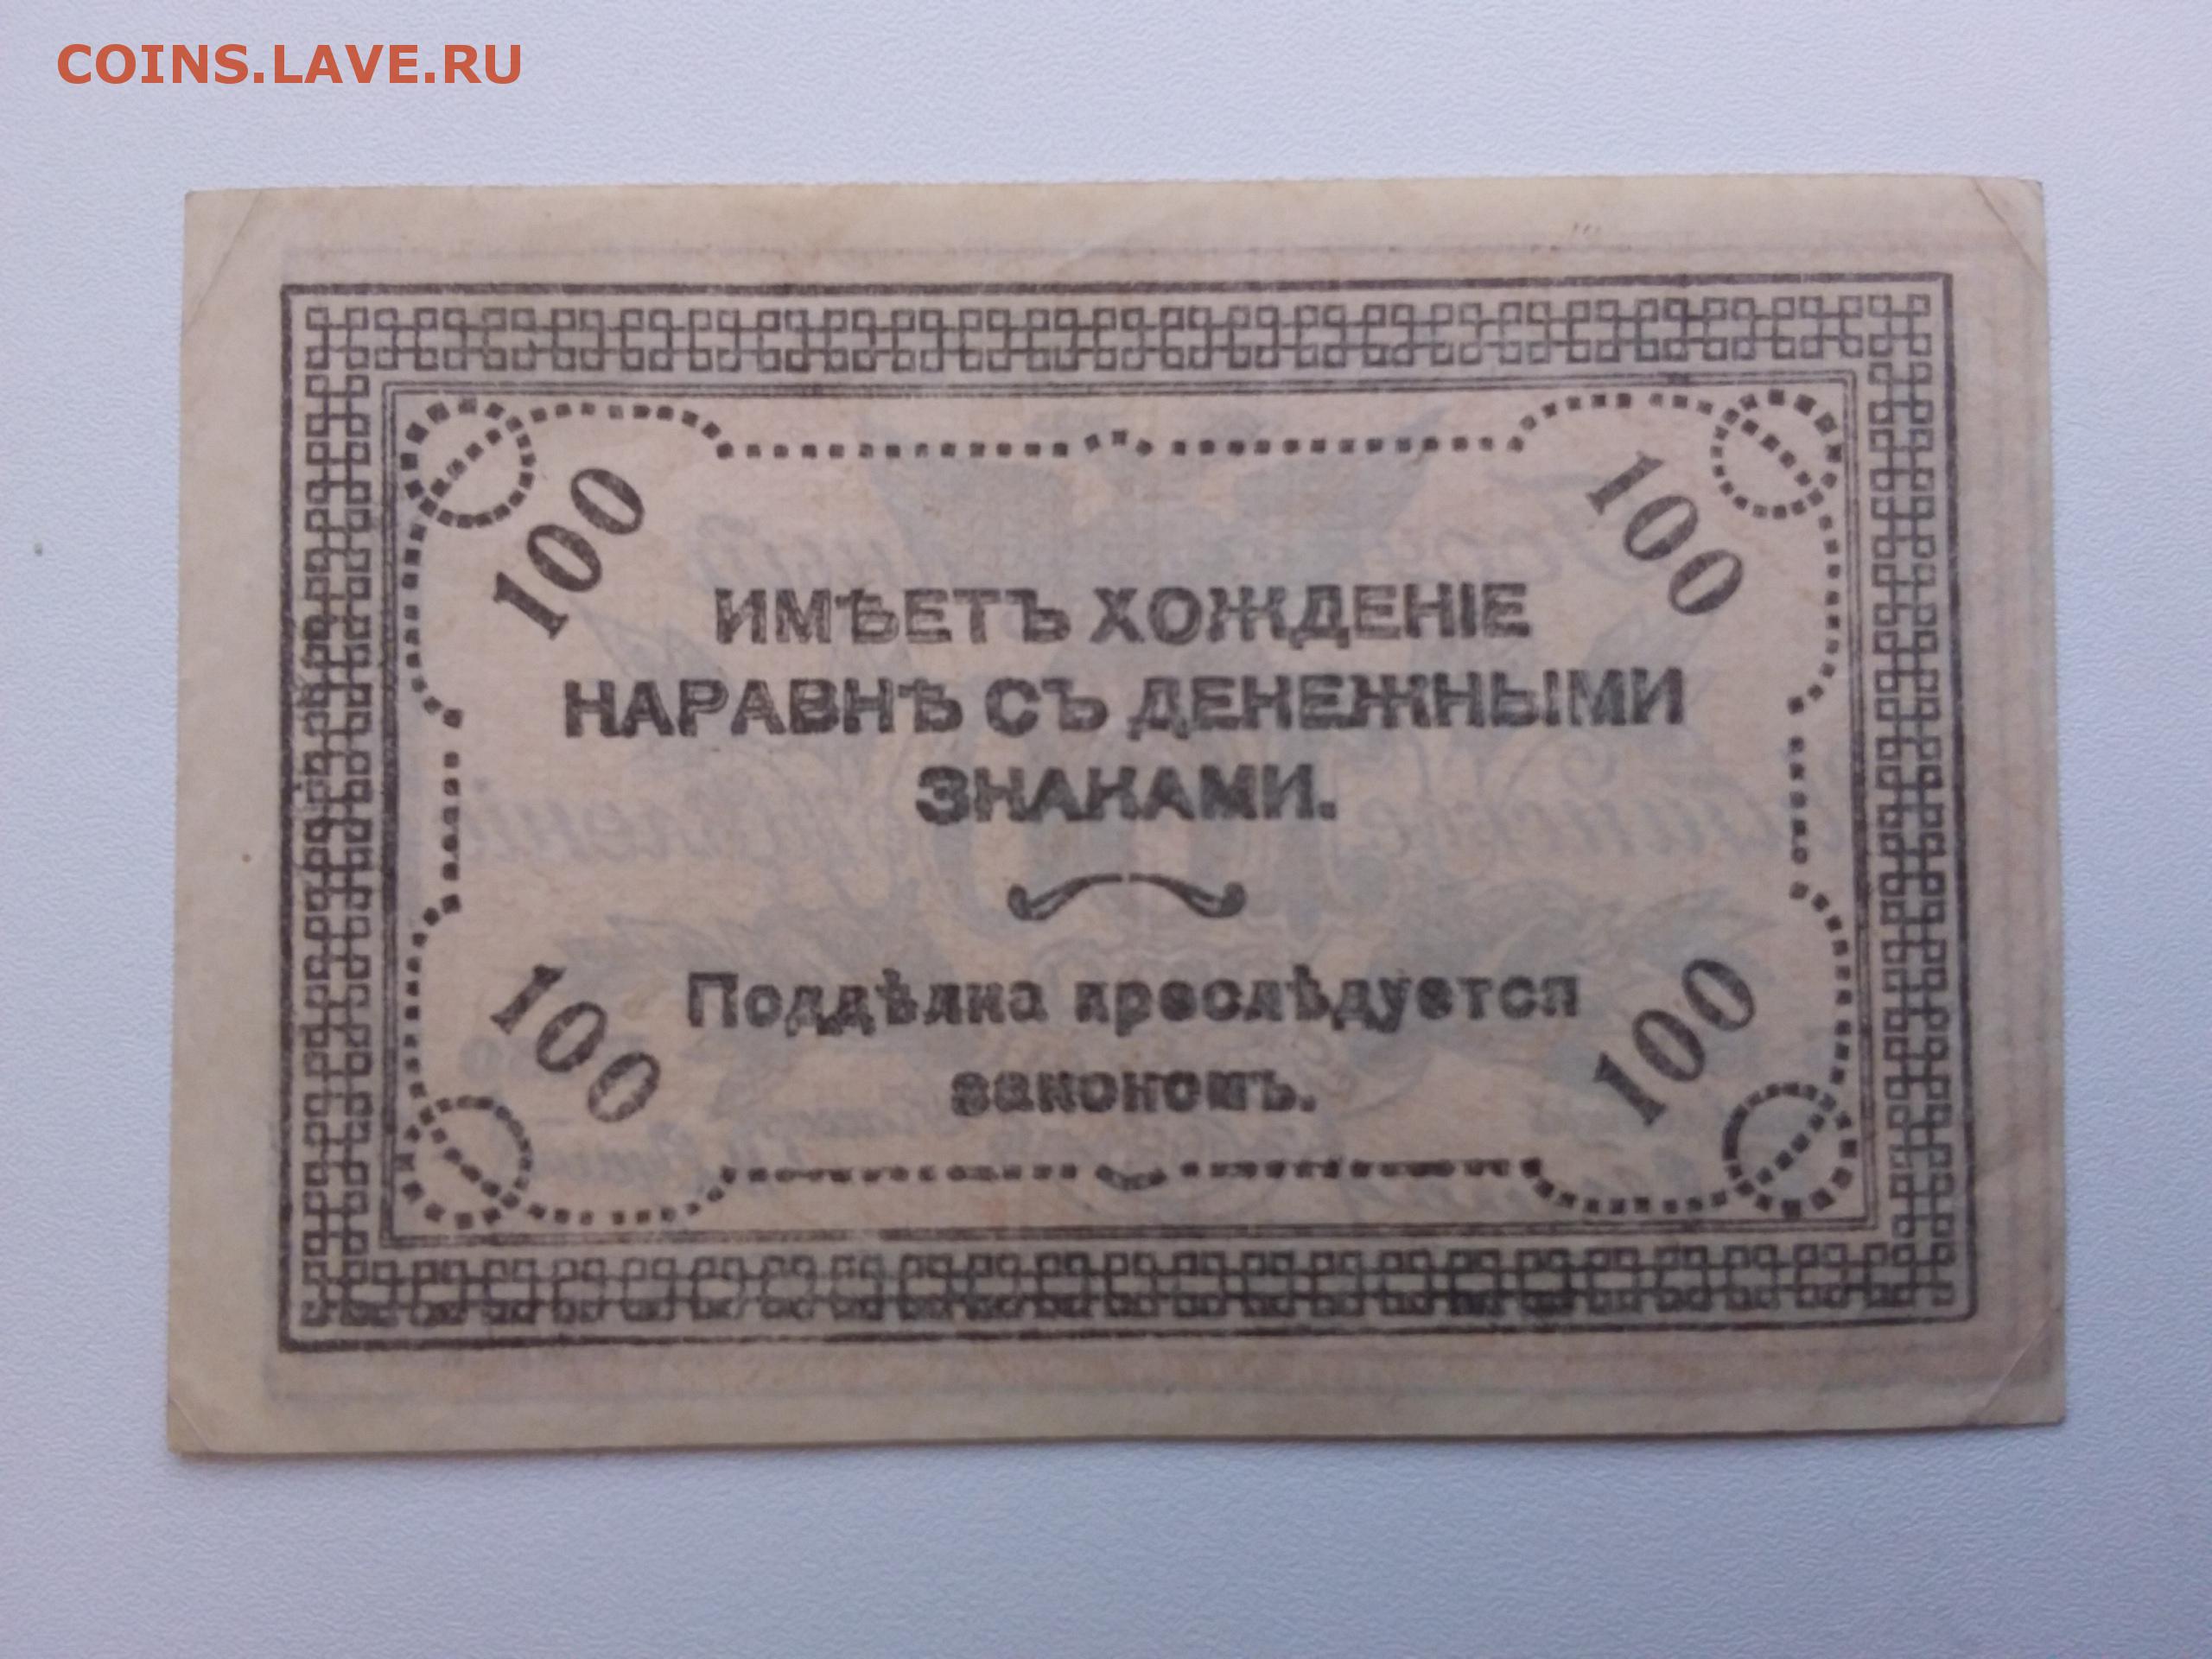 COINS.LAVE.RU
100
100
ИМѢЕТЪ ХОЖДЕНІЕ
НАРАВНѢ СЪ ДЕНЕЖНЫМИ
ЗНАКАМИ.
Поддѣлка преслѣдуется
закономъ.
100
100